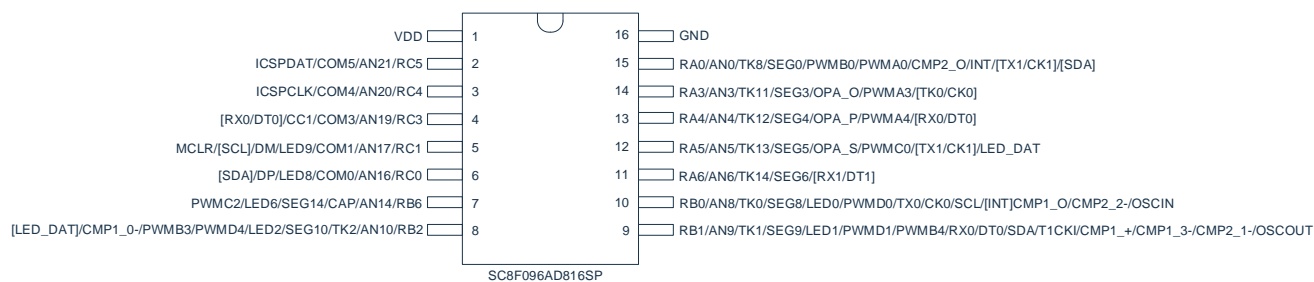 VDD 1 16 GND
ICSPDAT/COM5/AN21/RC5 2 15 RA0/AN0/TK8/SEG0/PWMB0/PWMA0/CMP2_O/INT/[TX1/CK1]/[SDA]
ICSPCLK/COM4/AN20/RC4 3 14 RA3/AN3/TK11/SEG3/OPA_O/PWMA3/[TK0/CK0]
[RX0/DT0]/CC1/COM3/AN19/RC3 4 13 RA4/AN4/TK12/SEG4/OPA_P/PWMA4/[RX0/DT0]
MCLR/[SCL]/DM/LED9/COM1/AN17/RC1 5 12 RA5/AN5/TK13/SEG5/OPA_S/PWMC0/[TX1/CK1]/LED_DAT
[SDA]/DP/LED8/COM0/AN16/RC0 6 11 RA6/AN6/TK14/SEG6/[RX1/DT1]
PWMC2/LED6/SEG14/CAP/AN14/RB6 7 10 RB0/AN8/TK0/SEG8/LED0/PWMD0/TX0/CK0/SCL/[INT]CMP1_O/CMP2_2-/OSCIN
[LED_DAT]/CMP1_0-/PWMB3/PWMD4/LED2/SEG10/TK2/AN10/RB2 8 9 RB1/AN9/TK1/SEG9/LED1/PWMD1/PWMB4/RX0/DT0/SDA/T1CKI/CMP1_+/CMP1_3-/CMP2_1-/OSCOUT
SC8F096AD816SP